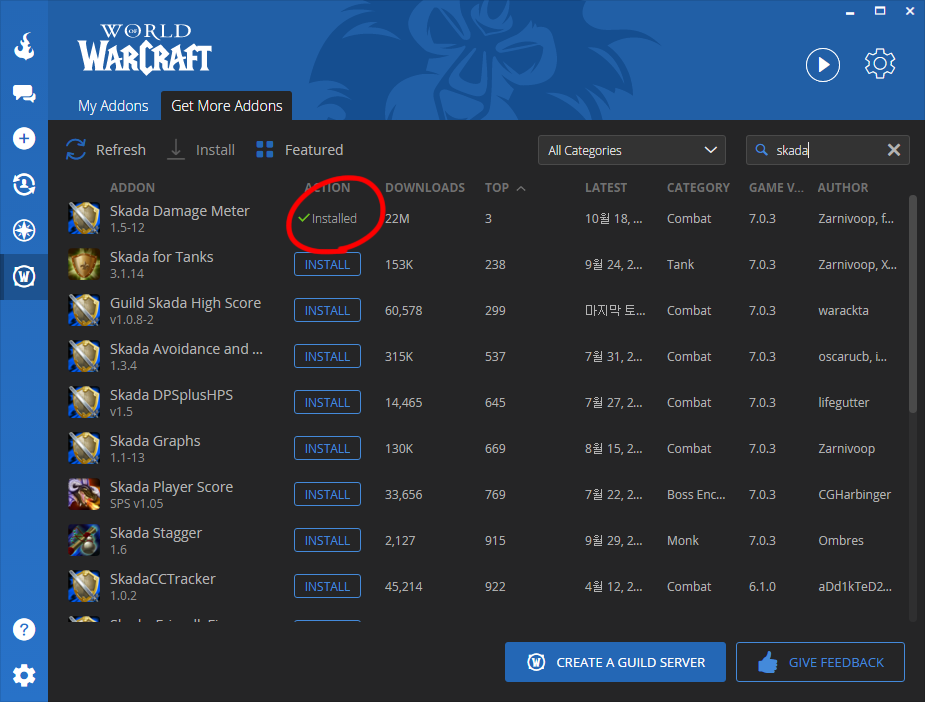 WORLD OF WARCRAFT
My Addons Get More Addons
Refresh Install Featured All Categories skada
ADDON ACTION DOWNLOADS TOP LATEST CATEGORY GAME V... AUTHOR
Skada Damage Meter
1.5-12
Installed 22M 3 10월 18, ... Combat 7.0.3 Zarnivoop, f...
Skada for Tanks
3.1.14
INSTALL 153K 238 9월 24, 2... Tank 7.0.3 Zarnivoop, X...
Guild Skada High Score
v1.0.8-2
INSTALL 60,578 299 마지막 토... Combat 7.0.3 warackta
Skada Avoidance and ...
1.3.4
INSTALL 315K 537 7월 31, 2... Combat 7.0.3 oscarucb, i...
Skada DPSplusHPS
v1.5
INSTALL 14,465 645 7월 27, 2... Combat 7.0.3 lifegutter
Skada Graphs
1.1-13
INSTALL 130K 669 8월 15, 2... Combat 7.0.3 Zarnivoop
Skada Player Score
SPS v1.05
INSTALL 33,656 769 7월 22, 2... Boss Enc... 7.0.3 CGHarbinger
Skada Stagger
1.6
INSTALL 2,127 915 9월 29, 2... Monk 7.0.3 Ombres
SkadaCCTracker
1.0.2
INSTALL 45,214 922 4월 12, 2... Combat 6.1.0 aDd1kTeD2...
CREATE A GUILD SERVER GIVE FEEDBACK